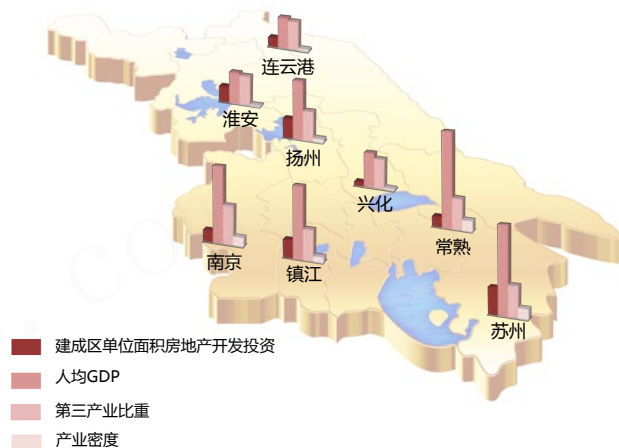 连云港
淮安
扬州
兴化
常熟
南京
镇江
苏州
建成区单位面积房地产开发投资
人均GDP
第三产业比重
产业密度